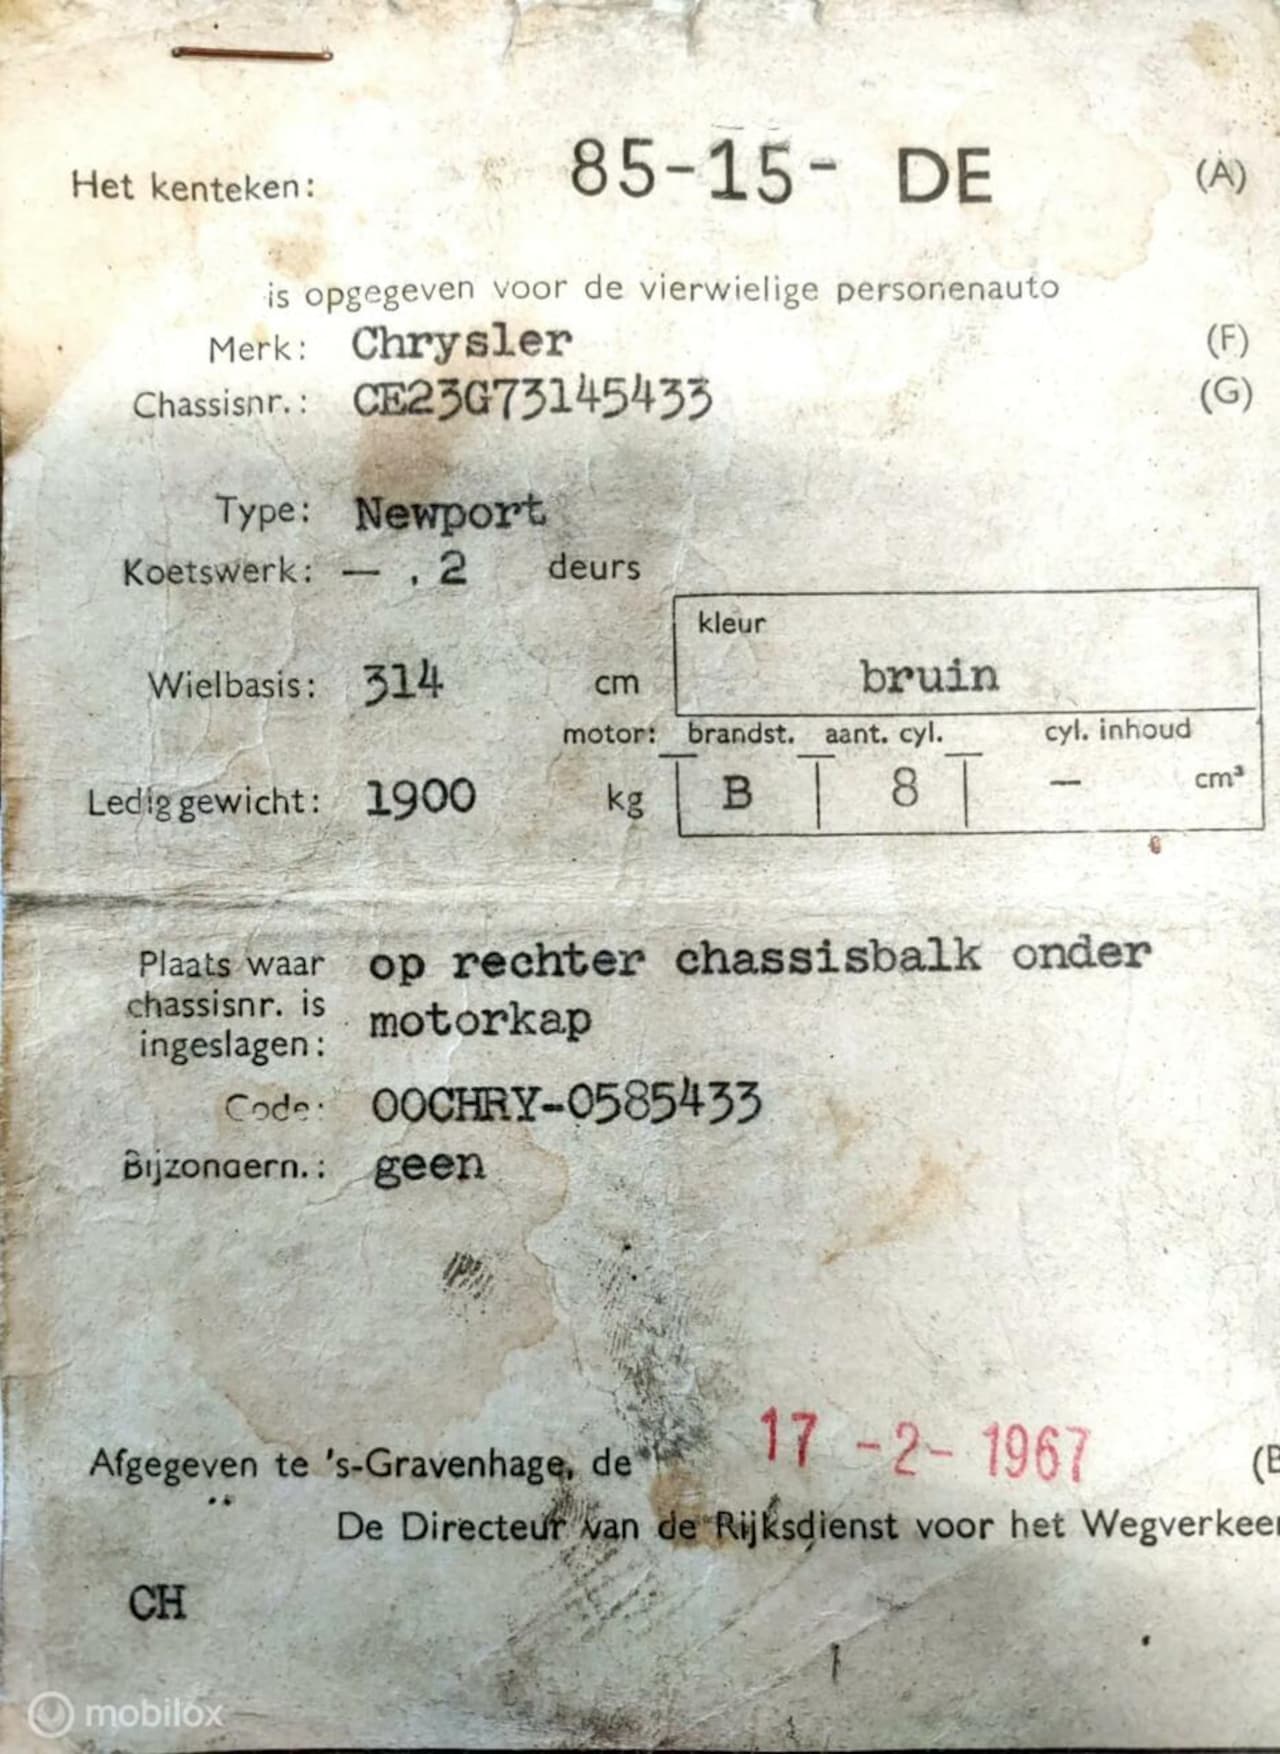 Het kenteken: 85-15- DE (A)
is opgegeven voor de vierwielige personenauto
Merk: Chrysler (F)
Chassisnr.: CE23G73145433 (G)
Type: Newport
Koetswerk: — . 2 deurs
kleur
bruin
Wielbasis: 314 cm
motor: brandst. aant. cyl. cyl. inhoud
Ledig gewicht: 1900 kg B 8 — cm³
Plaats waar op rechter chassisbalk onder
chassisnr. is motorkap
ingeslagen:
Code: 00CHRY-0585433
Bijzondern.: geen
Afgegeven te 's-Gravenhage, de 17 -2- 1967 (B
De Directeur van de Rijksdienst voor het Wegverkeer
CH
mobilox